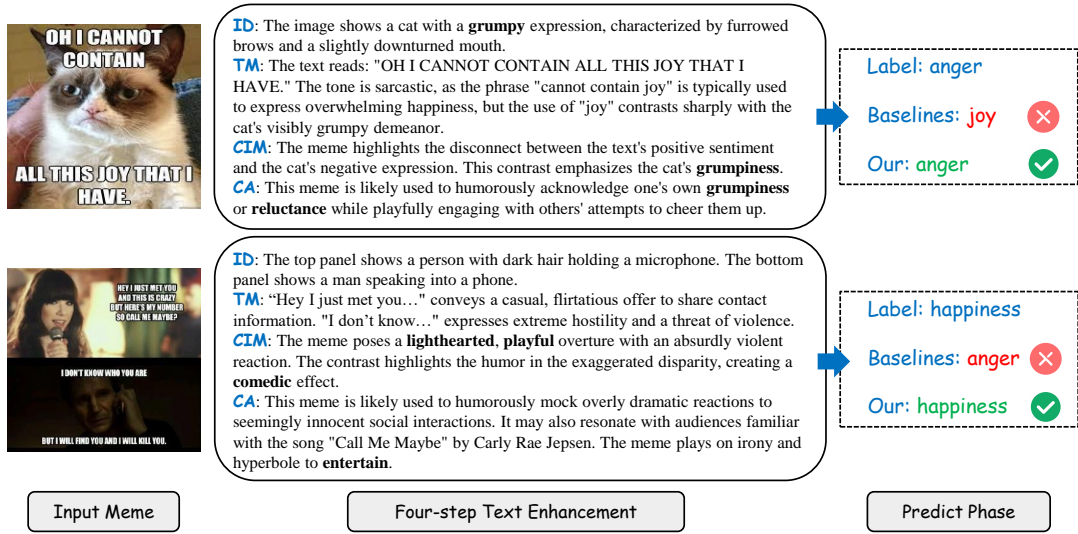 OH I CANNOT
CONTAIN
ALL THIS JOY THAT I
HAVE.
ID: The image shows a cat with a grumpy expression, characterized by furrowed
brows and a slightly downturned mouth.
TM: The text reads: "OH I CANNOT CONTAIN ALL THIS JOY THAT I
HAVE." The tone is sarcastic, as the phrase "cannot contain joy" is typically used
to express overwhelming happiness, but the use of "joy" contrasts sharply with the
cat's visibly grumpy demeanor.
CIM: The meme highlights the disconnect between the text's positive sentiment
and the cat's negative expression. This contrast emphasizes the cat's grumpiness.
CA: This meme is likely used to humorously acknowledge one's own grumpiness
or reluctance while playfully engaging with others' attempts to cheer them up.
Label: anger
Baselines: joy
Our: anger
HEY I JUST MET YOU
AND THIS IS CRAZY
BUT HERE'S MY NUMBER
SO CALL ME MAYBE?
I DON'T KNOW WHO YOU ARE
BUT I WILL FIND YOU AND I WILL KILL YOU.
ID: The top panel shows a person with dark hair holding a microphone. The bottom
panel shows a man speaking into a phone.
TM: “Hey I just met you…" conveys a casual, flirtatious offer to share contact
information. "I don’t know…" expresses extreme hostility and a threat of violence.
CIM: The meme poses a lighthearted, playful overture with an absurdly violent
reaction. The contrast highlights the humor in the exaggerated disparity, creating a
comedic effect.
CA: This meme is likely used to humorously mock overly dramatic reactions to
seemingly innocent social interactions. It may also resonate with audiences familiar
with the song "Call Me Maybe" by Carly Rae Jepsen. The meme plays on irony and
hyperbole to entertain.
Label: happiness
Baselines: anger
Our: happiness
Input Meme
Four-step Text Enhancement
Predict Phase